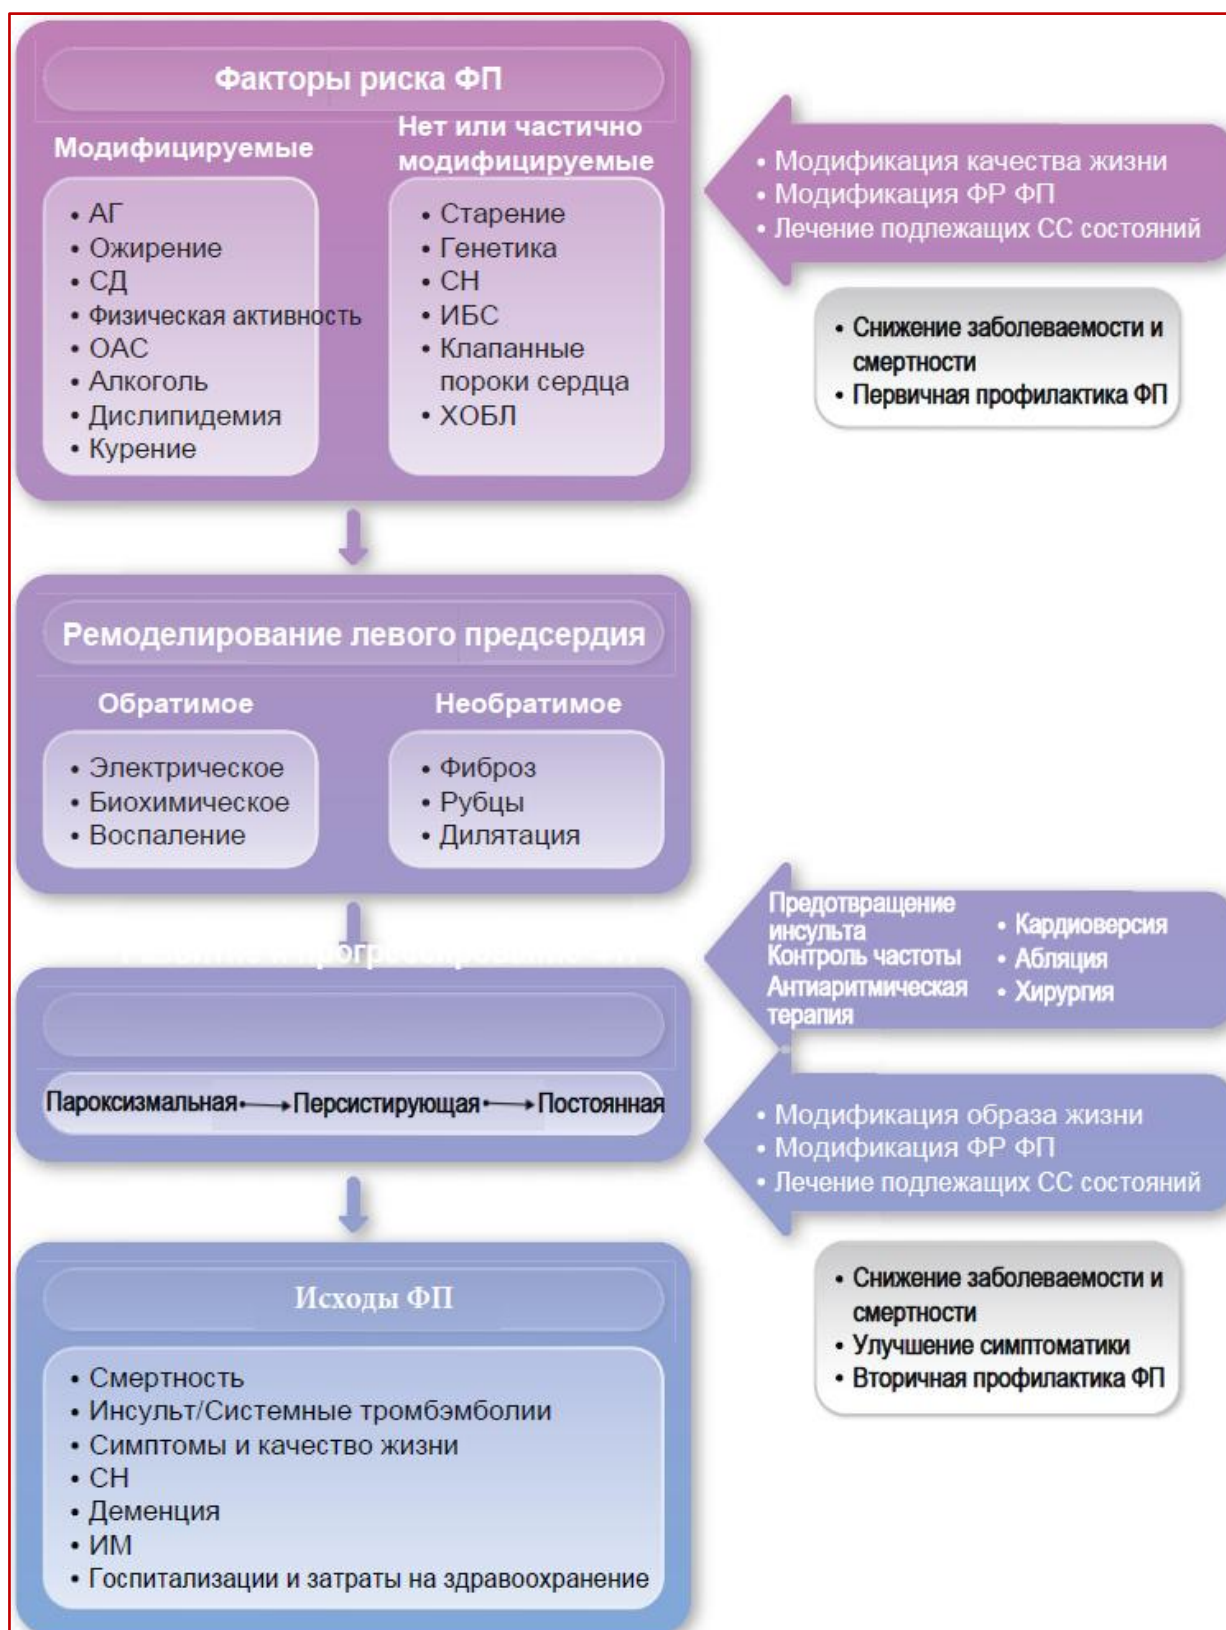 Факторы риска ФП
Модифицируемые
• АГ
• Ожирение
• СД
• Физическая активность
• ОАС
• Алкоголь
• Дислипидемия
• Курение
Нет или частично
модифицируемые
• Старение
• Генетика
• СН
• ИБС
• Клапанные
пороки сердца
• ХОБЛ
• Модификация качества жизни
• Модификация ФР ФП
• Лечение подлежащих СС состояний
• Снижение заболеваемости и
смертности
• Первичная профилактика ФП
Ремоделирование левого предсердия
Обратимое
• Электрическое
• Биохимическое
• Воспаление
Необратимое
• Фиброз
• Рубцы
• Дилятация
Предотвращение
инсульта
Контроль частоты
Антиаритмическая
терапия
• Кардиоверсия
• Абляция
• Хирургия
Пароксизмальная → Персистирующая → Постоянная
• Модификация образа жизни
• Модификация ФР ФП
• Лечение подлежащих СС состояний
• Снижение заболеваемости и
смертности
• Улучшение симптоматики
• Вторичная профилактика ФП
Исходы ФП
• Смертность
• Инсульт/Системные тромбэмболии
• Симптомы и качество жизни
• СН
• Деменция
• ИМ
• Госпитализации и затраты на здравоохранение